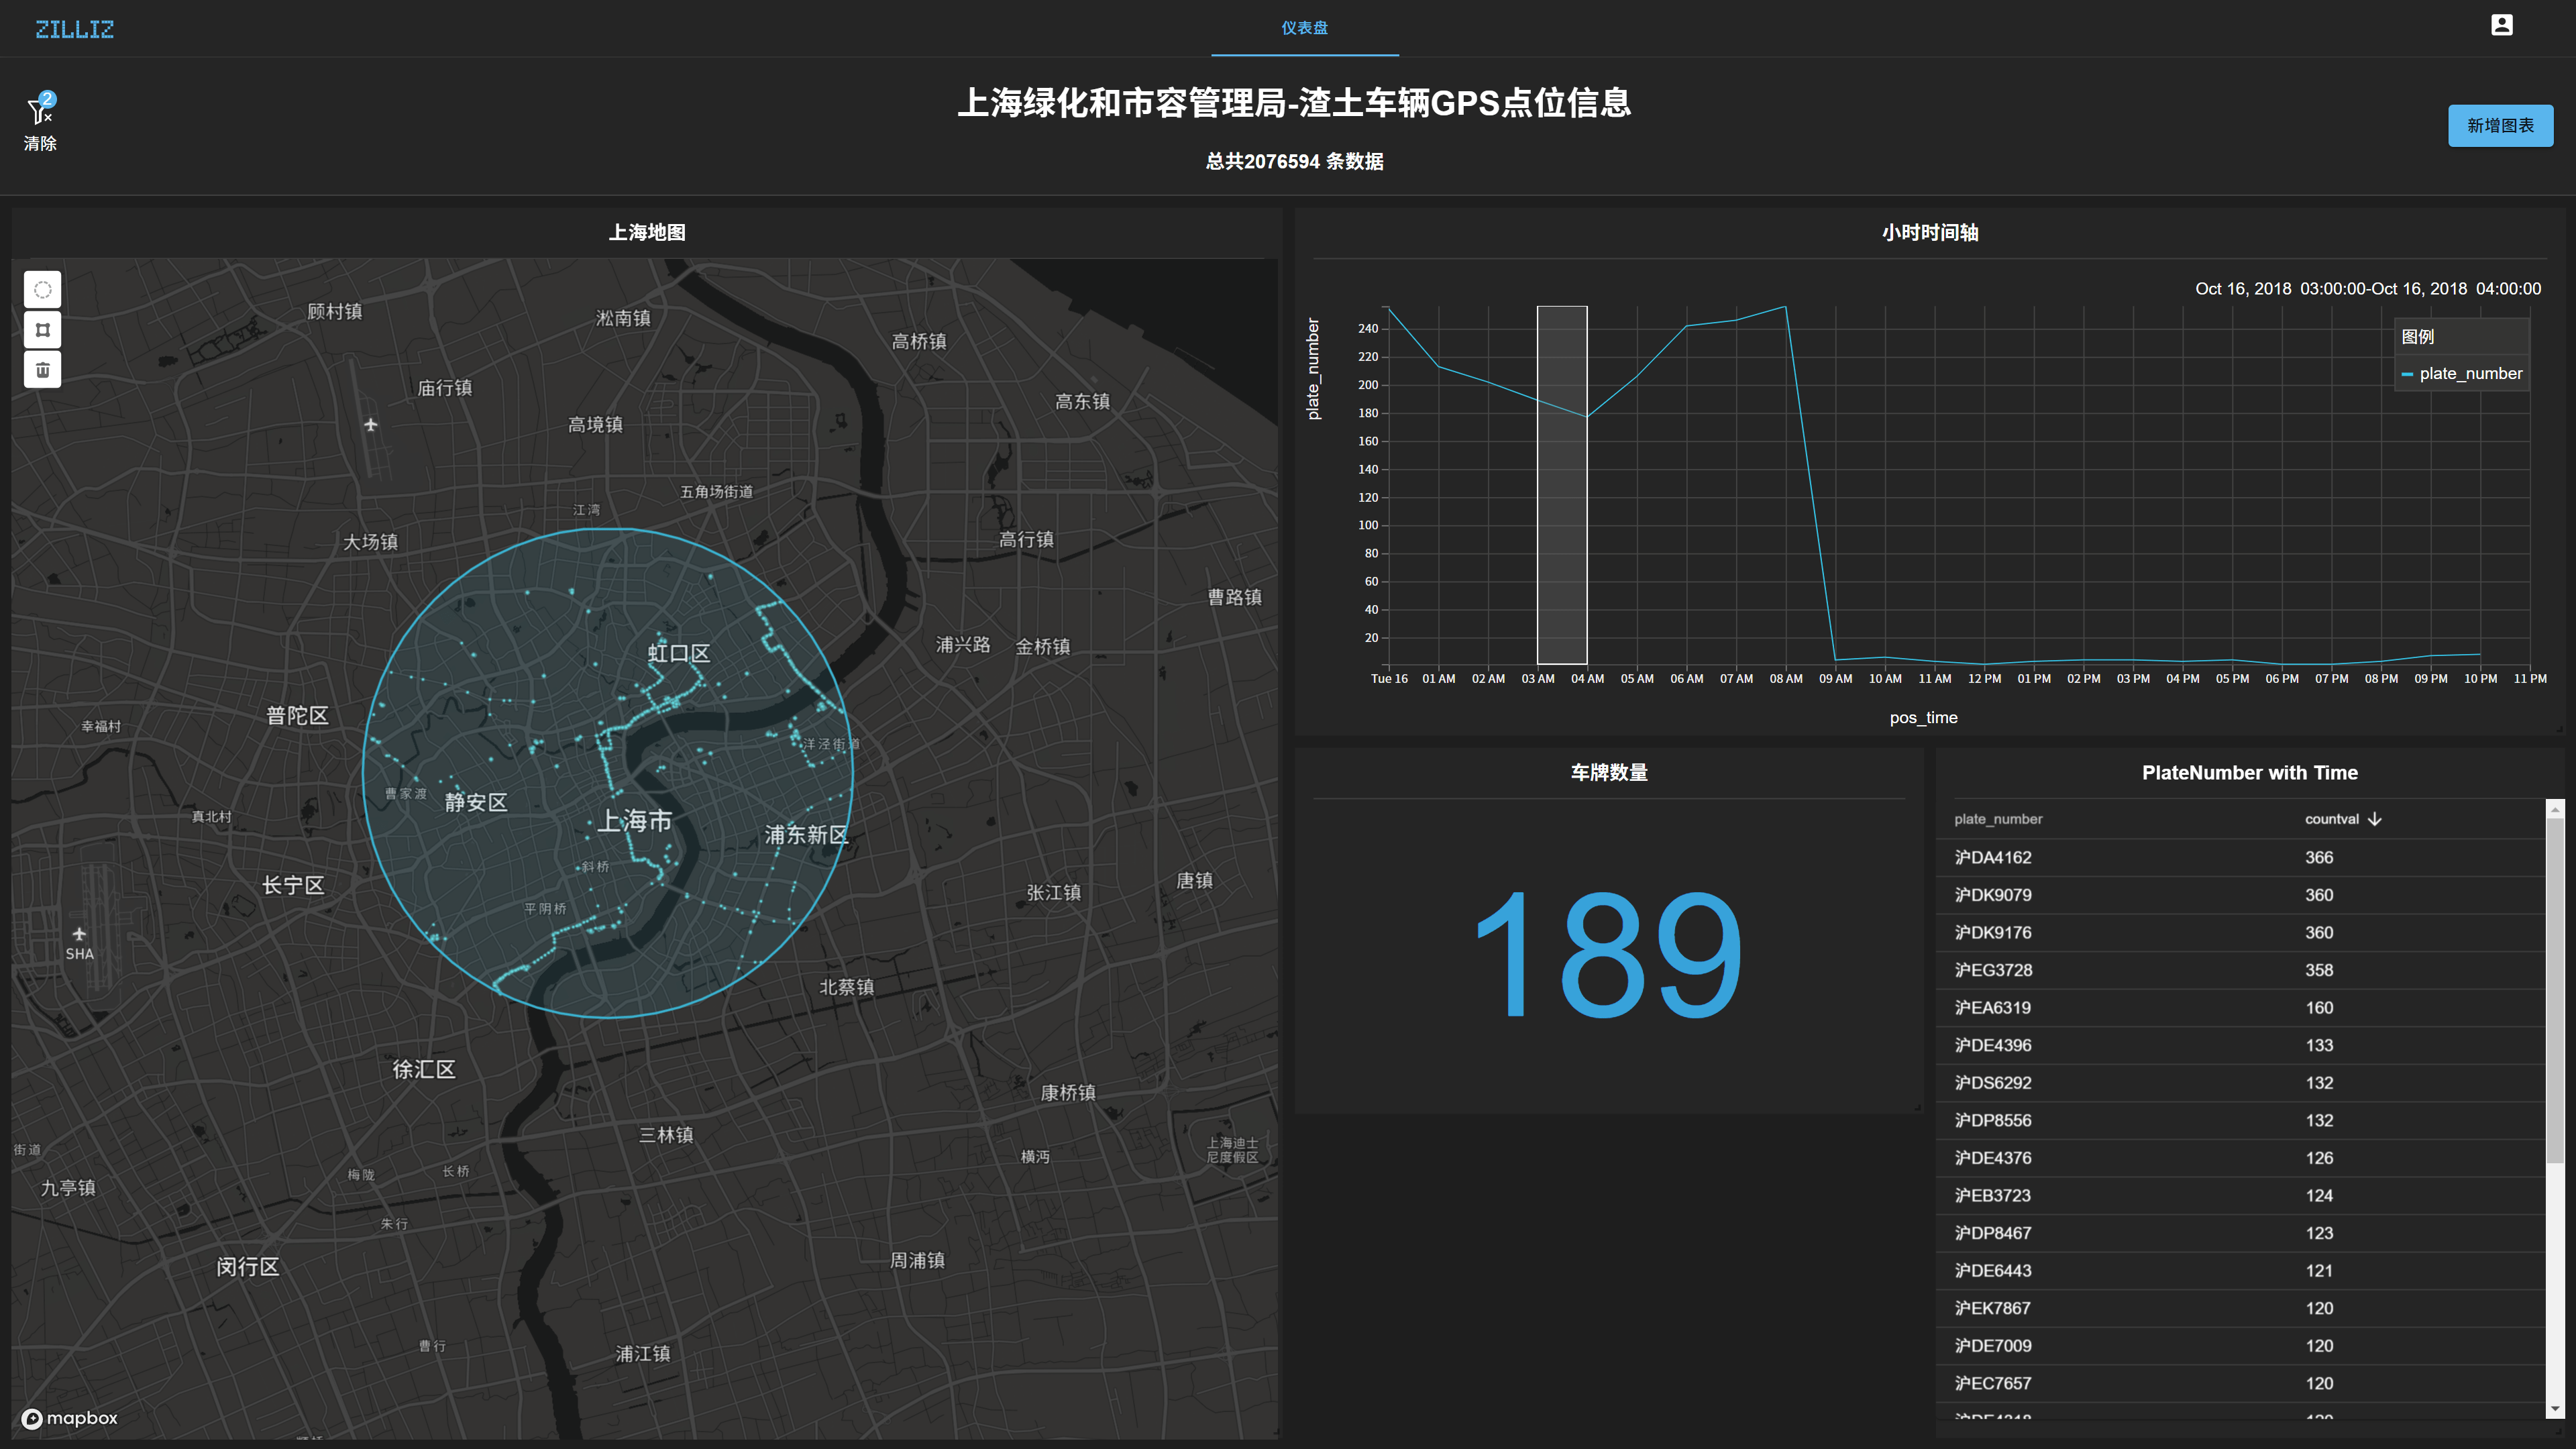 ZILLIZ
仪表盘
2
清除
上海绿化和市容管理局-渣土车辆GPS点位信息
总共2076594 条数据
新增图表
上海地图
顾村镇
淞南镇
高桥镇
庙行镇
高东镇
高境镇
五角场街道
江湾
大场镇
高行镇
曹路镇
虹口区
浦兴路
金桥镇
普陀区
幸福村
洋泾街道
曹家渡
静安区
真北村
上海市
浦东新区
斜桥
长宁区
唐镇
张江镇
平阴桥
SHA
北蔡镇
徐汇区
康桥镇
三林镇
上海迪士
尼度假区
街道
横沔
梅陇
长桥
九亭镇
朱行
周浦镇
闵行区
曹行
浦江镇
mapbox
小时时间轴
Oct 16, 2018 03:00:00-Oct 16, 2018 04:00:00
plate_number
240
220
200
180
160
140
120
100
80
60
40
20
图例
plate_number
Tue 16 01 AM 02 AM 03 AM 04 AM 05 AM 06 AM 07 AM 08 AM 09 AM 10 AM 11 AM 12 PM 01 PM 02 PM 03 PM 04 PM 05 PM 06 PM 07 PM 08 PM 09 PM 10 PM 11 PM
pos_time
车牌数量
189
PlateNumber with Time
plate_number countval
沪DA4162 366
沪DK9079 360
沪DK9176 360
沪EG3728 358
沪EA6319 160
沪DE4396 133
沪DS6292 132
沪DP8556 132
沪DE4376 126
沪EB3723 124
沪DP8467 123
沪DE6443 121
沪EK7867 120
沪DE7009 120
沪EC7657 120